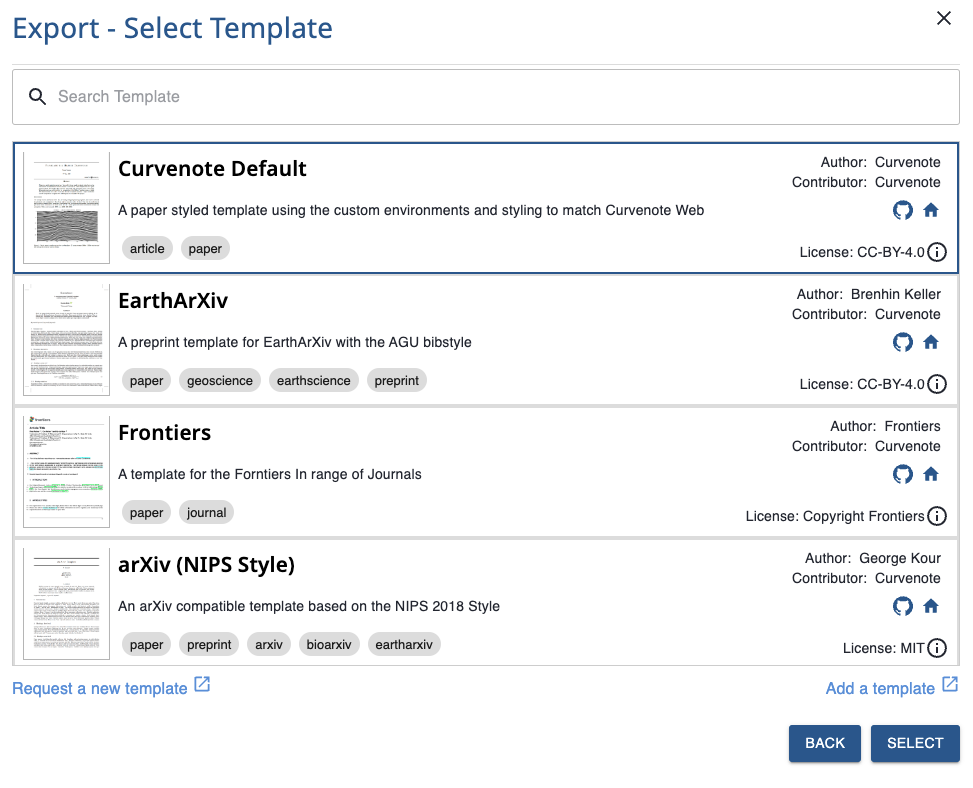 Export - Select Template
Search Template
Curvenote Default
Author: Curvenote
Contributor: Curvenote
A paper styled template using the custom environments and styling to match Curvenote Web
article paper
License: CC-BY-4.0
EarthArXiv
Author: Brenhin Keller
Contributor: Curvenote
A preprint template for EarthArXiv with the AGU bibstyle
paper geoscience earthscience preprint
License: CC-BY-4.0
Frontiers
Author: Frontiers
Contributor: Curvenote
A template for the Forntiers In range of Journals
paper journal
License: Copyright Frontiers
arXiv (NIPS Style)
Author: George Kour
Contributor: Curvenote
An arXiv compatible template based on the NIPS 2018 Style
paper preprint arxiv bioarxiv eartharxiv
License: MIT
Request a new template
Add a template
BACK SELECT